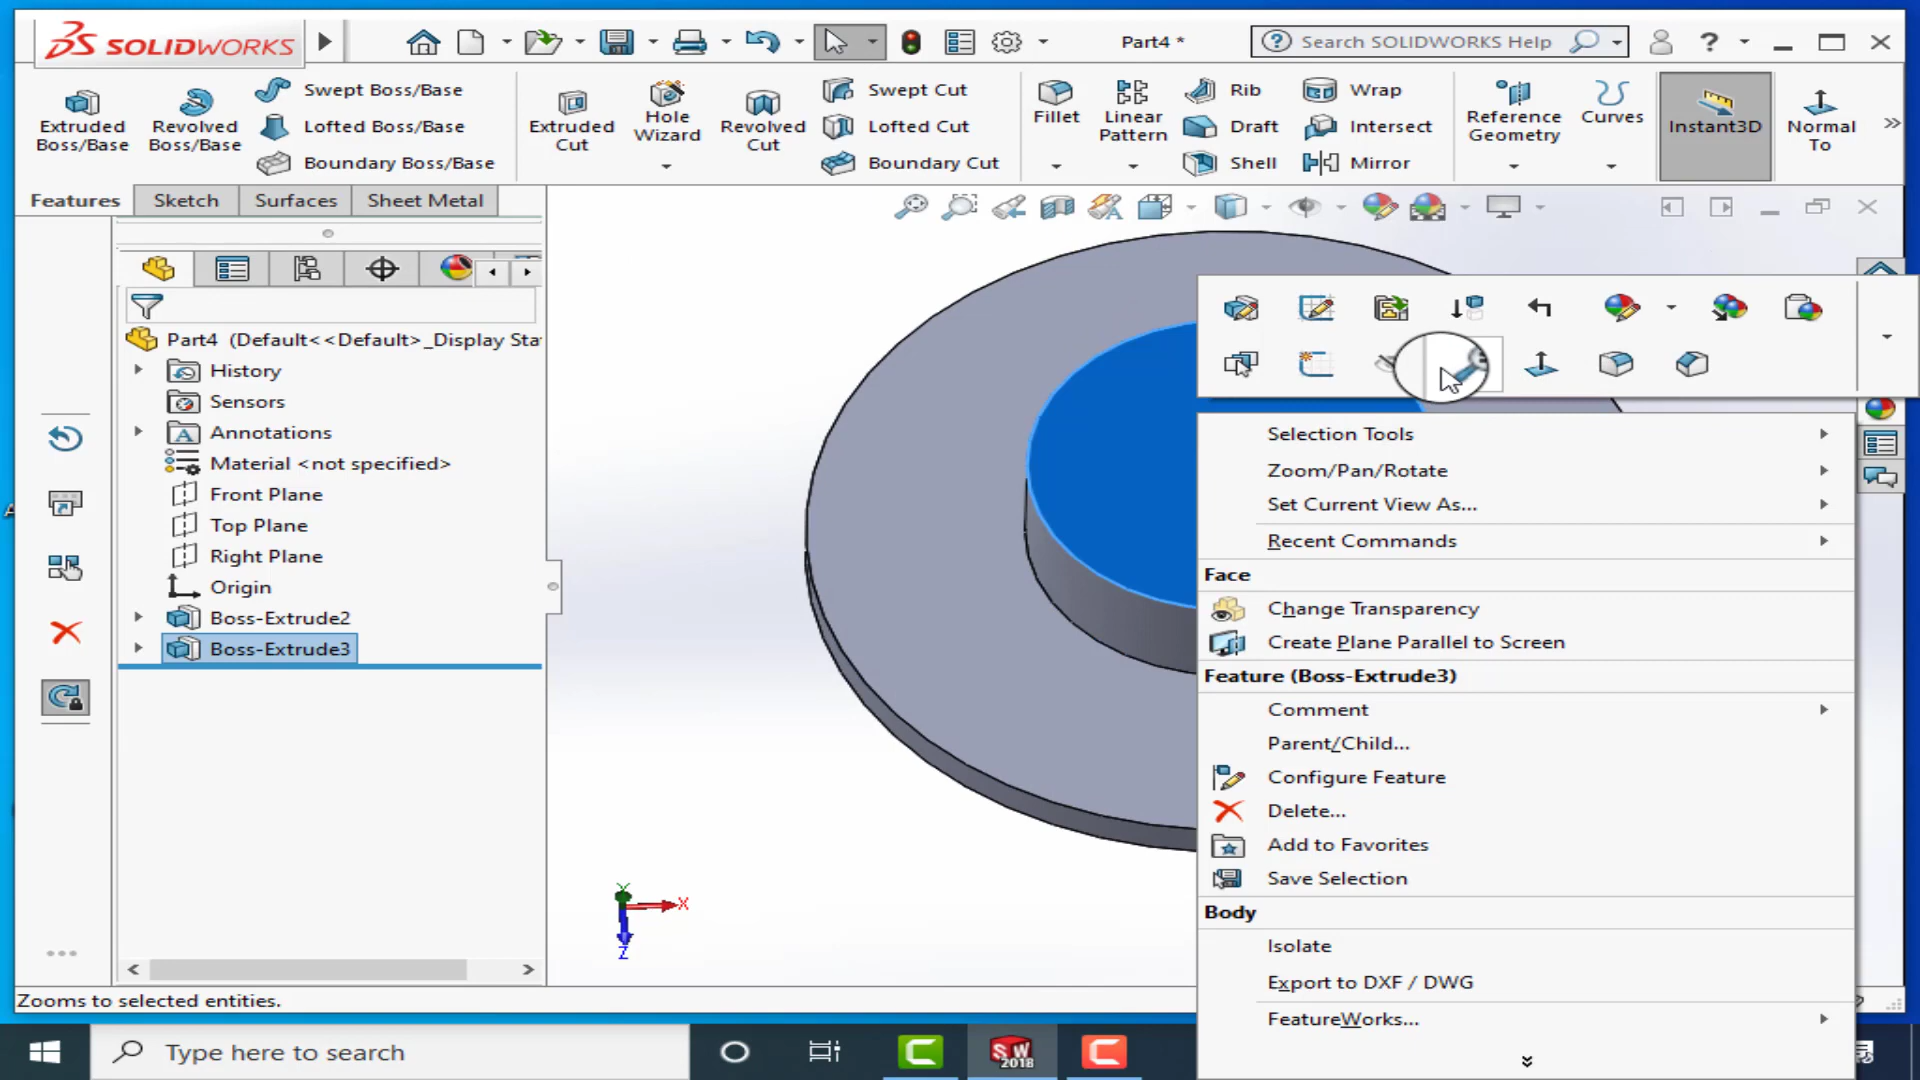 SOLIDWORKS
Part4 *
Search SOLIDWORKS Help
?
Extruded Boss/Base
Revolved Boss/Base
Swept Boss/Base
Lofted Boss/Base
Boundary Boss/Base
Extruded Cut
Hole Wizard
Revolved Cut
Swept Cut
Lofted Cut
Boundary Cut
Fillet
Linear Pattern
Rib
Draft
Shell
Wrap
Intersect
Mirror
Reference Geometry
Curves
Instant3D
Normal To
Features
Sketch
Surfaces
Sheet Metal
Part4 (Default<<Default>_Display Sta
History
Sensors
Annotations
Material <not specified>
Front Plane
Top Plane
Right Plane
Origin
Boss-Extrude2
Boss-Extrude3
Selection Tools
Zoom/Pan/Rotate
Set Current View As...
Recent Commands
Face
Change Transparency
Create Plane Parallel to Screen
Feature (Boss-Extrude3)
Comment
Parent/Child...
Configure Feature
Delete...
Add to Favorites
Save Selection
Body
Isolate
Export to DXF / DWG
FeatureWorks...
Y
X
Z
Zooms to selected entities.
Type here to search
SW
2018